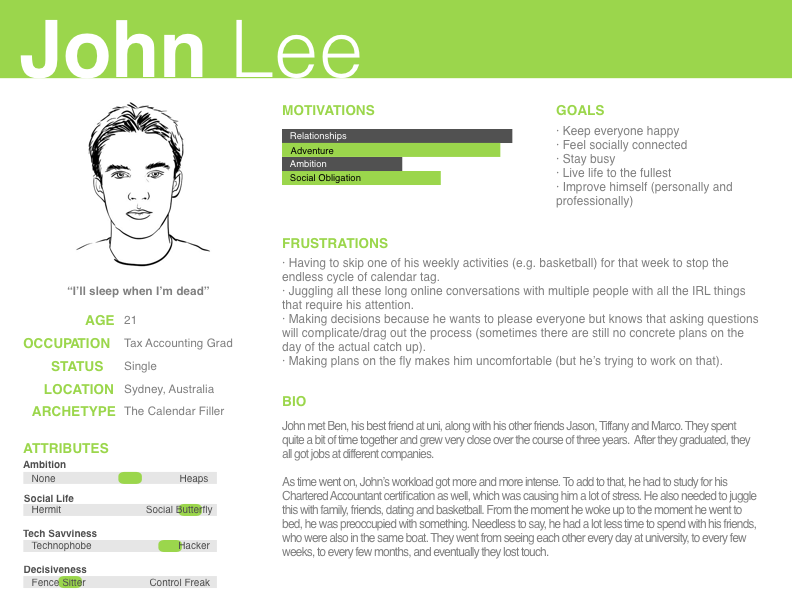 John Lee
“I’ll sleep when I’m dead”
AGE 21
OCCUPATION Tax Accounting Grad
STATUS Single
LOCATION Sydney, Australia
ARCHETYPE The Calendar Filler
ATTRIBUTES
Ambition
None Heaps
Social Life
Hermit Social Butterfly
Tech Savviness
Technophobe Hacker
Decisiveness
Fence Sitter Control Freak
MOTIVATIONS
Relationships
Adventure
Ambition
Social Obligation
GOALS
· Keep everyone happy
· Feel socially connected
· Stay busy
· Live life to the fullest
· Improve himself (personally and
professionally)
FRUSTRATIONS
· Having to skip one of his weekly activities (e.g. basketball) for that week to stop the
endless cycle of calendar tag.
· Juggling all these long online conversations with multiple people with all the IRL things
that require his attention.
· Making decisions because he wants to please everyone but knows that asking questions
will complicate/drag out the process (sometimes there are still no concrete plans on the
day of the actual catch up).
· Making plans on the fly makes him uncomfortable (but he’s trying to work on that).
BIO
John met Ben, his best friend at uni, along with his other friends Jason, Tiffany and Marco. They spent
quite a bit of time together and grew very close over the course of three years. After they graduated, they
all got jobs at different companies.
As time went on, John’s workload got more and more intense. To add to that, he had to study for his
Chartered Accountant certification as well, which was causing him a lot of stress. He also needed to juggle
this with family, friends, dating and basketball. From the moment he woke up to the moment he went to
bed, he was preoccupied with something. Needless to say, he had a lot less time to spend with his friends,
who were also in the same boat. They went from seeing each other every day at university, to every few
weeks, to every few months, and eventually they lost touch.